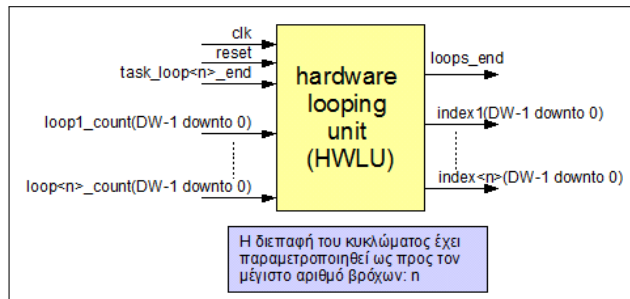 clk
reset
task_loop<n>_end
loop1_count(DW-1 downto 0)
loop<n>_count(DW-1 downto 0)
hardware
looping
unit
(HWLU)
loops_end
index1(DW-1 downto 0)
index<n>(DW-1 downto 0)
Η διεπαφή του κυκλώματος έχει
παραμετροποιηθεί ως προς τον
μέγιστο αριθμό βρόχων: n